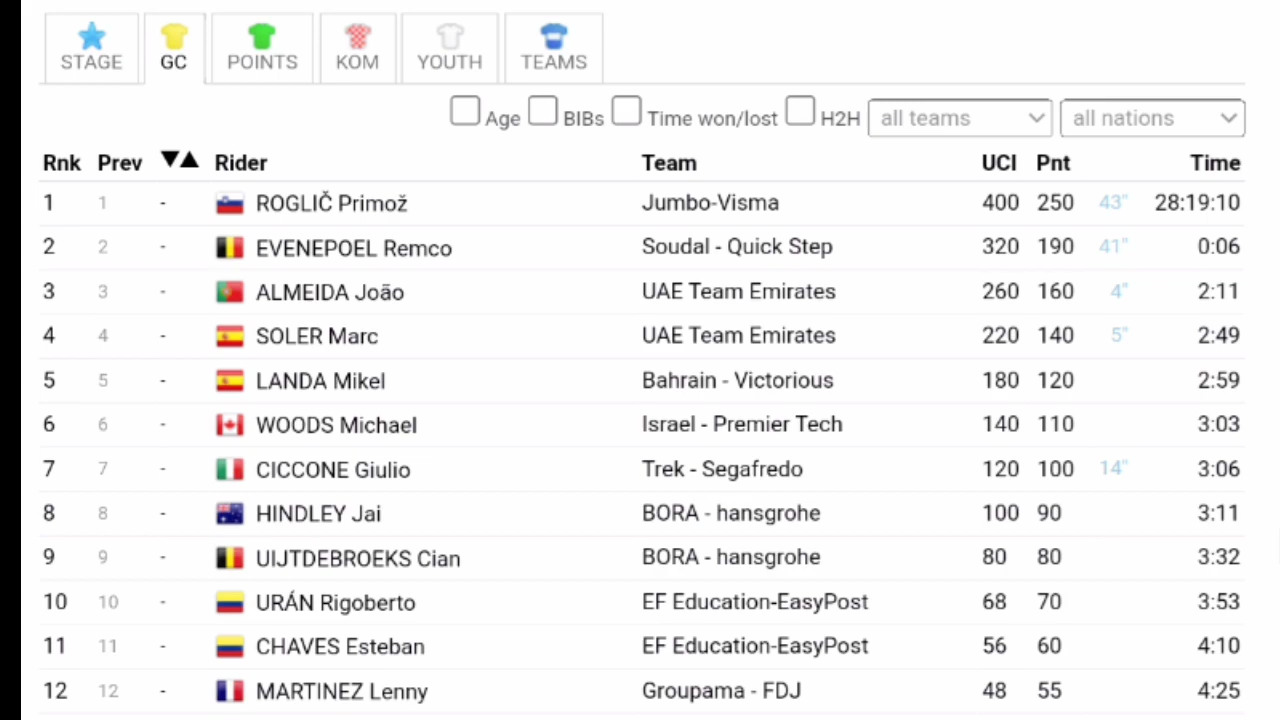 STAGE GC POINTS KOM YOUTH TEAMS
Age BIBs Time won/lost H2H all teams all nations
Rnk Prev ▼▲ Rider Team UCI Pnt Time
1 1 - ROGLIČ Primož Jumbo-Visma 400 250 43" 28:19:10
2 2 - EVENEPOEL Remco Soudal - Quick Step 320 190 41" 0:06
3 3 - ALMEIDA João UAE Team Emirates 260 160 4" 2:11
4 4 - SOLER Marc UAE Team Emirates 220 140 5" 2:49
5 5 - LANDA Mikel Bahrain - Victorious 180 120 2:59
6 6 - WOODS Michael Israel - Premier Tech 140 110 3:03
7 7 - CICCONE Giulio Trek - Segafredo 120 100 14" 3:06
8 8 - HINDLEY Jai BORA - hansgrohe 100 90 3:11
9 9 - UIJTDEBROEKS Cian BORA - hansgrohe 80 80 3:32
10 10 - URÁN Rigoberto EF Education-EasyPost 68 70 3:53
11 11 - CHAVES Esteban EF Education-EasyPost 56 60 4:10
12 12 - MARTINEZ Lenny Groupama - FDJ 48 55 4:25